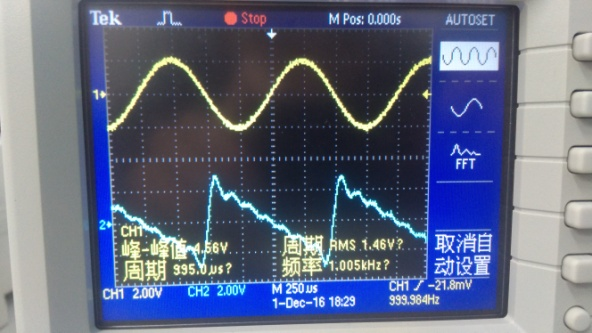 Tek Stop M Pos: 0.000s AUTOSET
1
FFT
2
CH1
峰-峰值 4.56V 周期 RMS 1.46V?
周期 995.0µs? 频率 1.005kHz?
取消自
动设置
CH1 2.00V CH2 2.00V M 250µs CH1 -21.8mV
1-Dec-16 18:29 999.984Hz